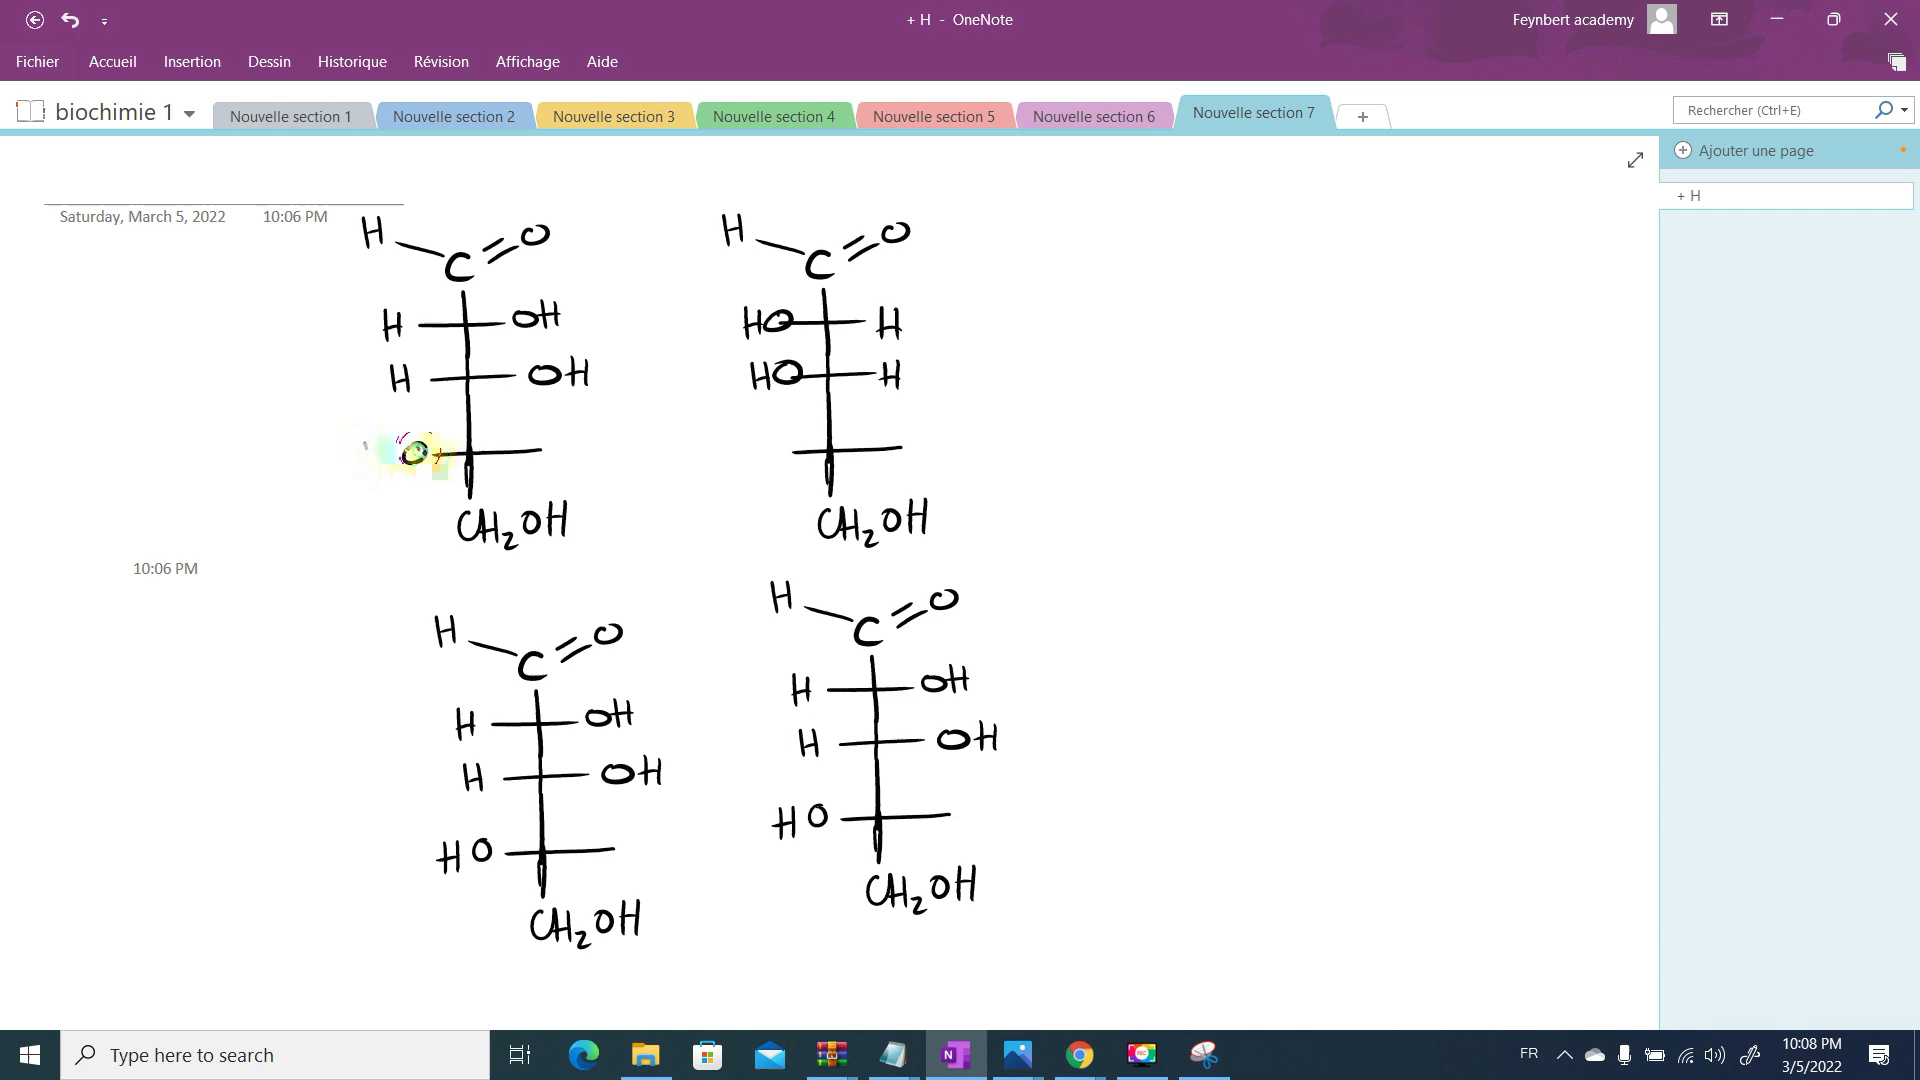 + H - OneNote
Feynbert academy
Fichier Accueil Insertion Dessin Historique Révision Affichage Aide
biochimie 1
Nouvelle section 1
Nouvelle section 2
Nouvelle section 3
Nouvelle section 4
Nouvelle section 5
Nouvelle section 6
Nouvelle section 7
+
Rechercher (Ctrl+E)
Ajouter une page
+ H
Saturday, March 5, 2022 10:06 PM
H C O
H OH
H OH
O
CH₂OH
H C O
HO H
HO H
CH₂OH
10:06 PM
H C O
H OH
H OH
HO
CH₂OH
H C O
H OH
H OH
HO
CH₂OH
Type here to search
FR
10:08 PM
3/5/2022